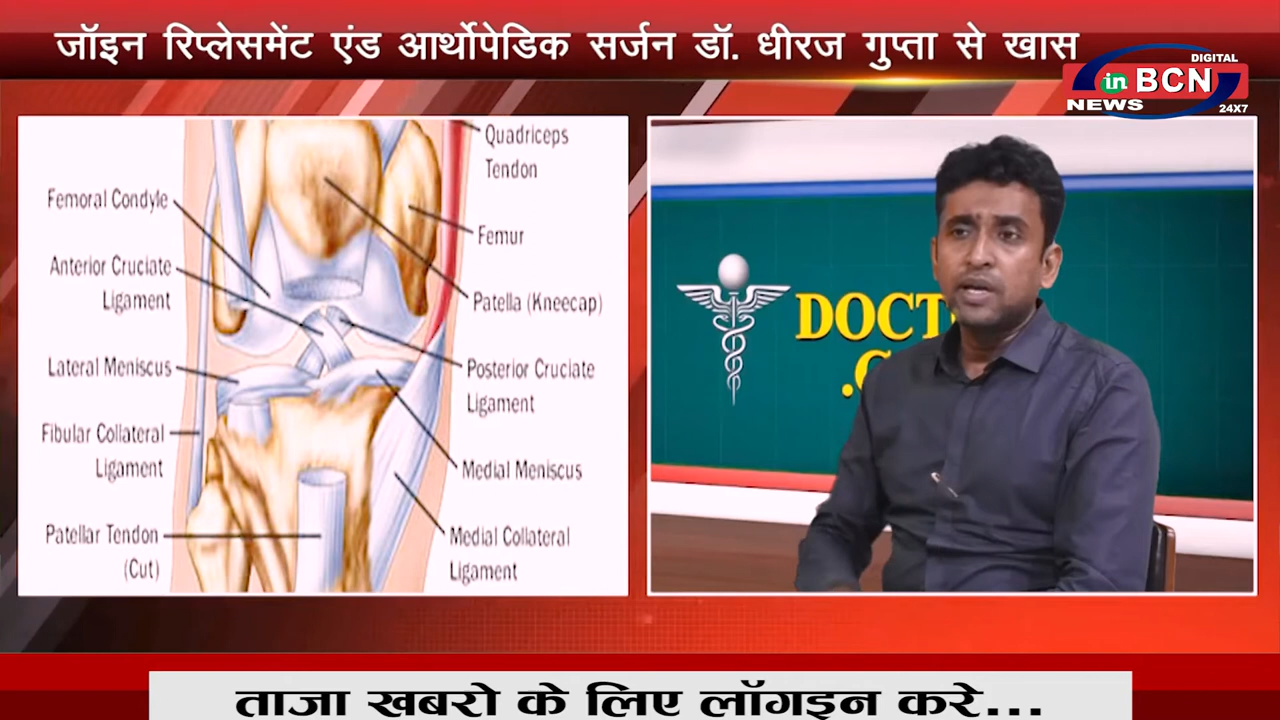 जॉइन रिप्लेसमेंट एंड आर्थोपेडिक सर्जन डॉ. धीरज गुप्ता से खास
DIGITAL
in BCN
NEWS
24X7
Quadriceps
Tendon
Femoral Condyle
Femur
Anterior Cruciate
Ligament
Patella (Kneecap)
Lateral Meniscus
Posterior Cruciate
Ligament
Fibular Collateral
Ligament
Medial Meniscus
Patellar Tendon
(Cut)
Medial Collateral
Ligament
ताजा खबरो के लिए लॉगइन करे...